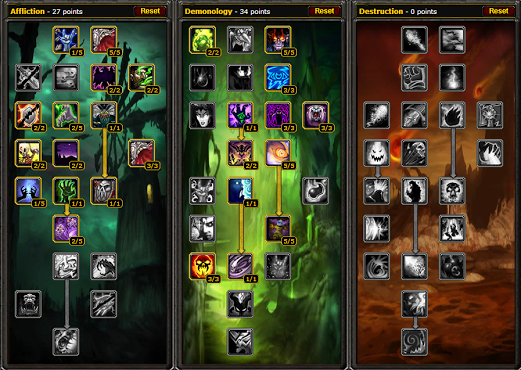 Affliction - 27 points Reset
1/5 5/5
2/2 2/2
2/2 2/5 1/1
2/2 2/2 3/3
1/5 1/1 1/1
2/5
Demonology - 34 points Reset
2/2 5/5
3/3
1/1 3/3 3/3
2/2 5/5
1/1
5/5
3/3 1/1
Destruction - 0 points Reset